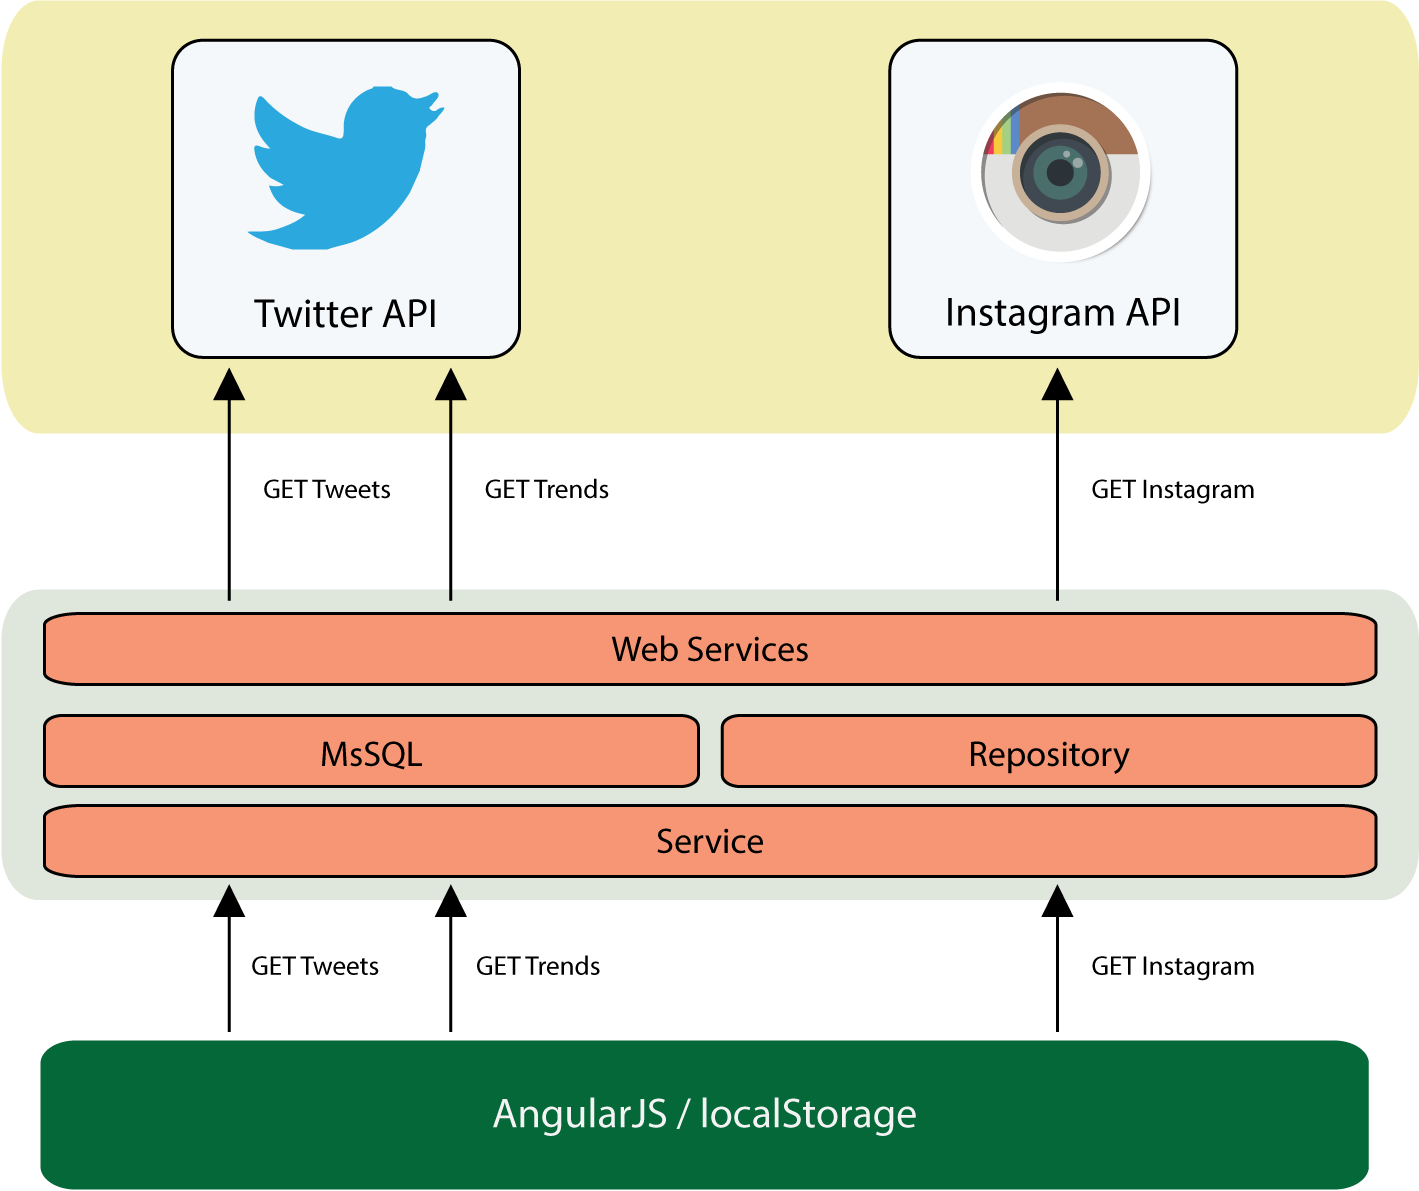 Twitter API
Instagram API
GET Tweets
GET Trends
GET Instagram
Web Services
MsSQL
Repository
Service
GET Tweets
GET Trends
GET Instagram
AngularJS / localStorage